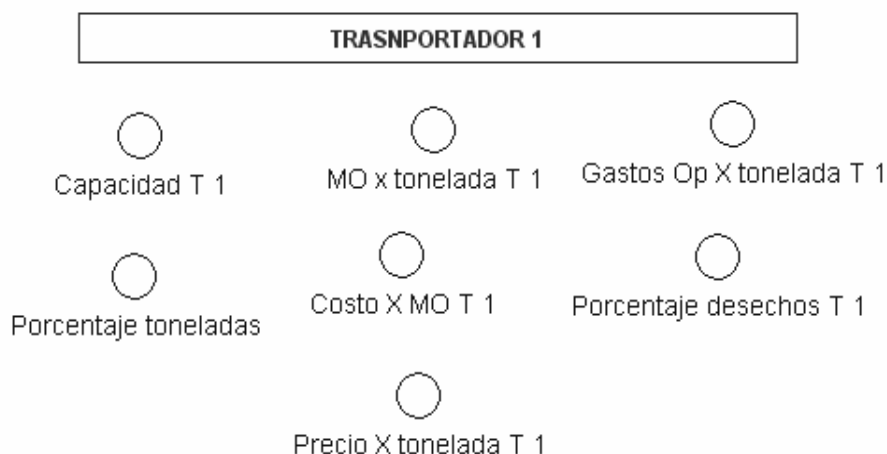 TRASNPORTADOR 1
Capacidad T 1
MO x tonelada T 1
Gastos Op X tonelada T 1
Porcentaje toneladas
Costo X MO T 1
Porcentaje desechos T 1
Precio X tonelada T 1